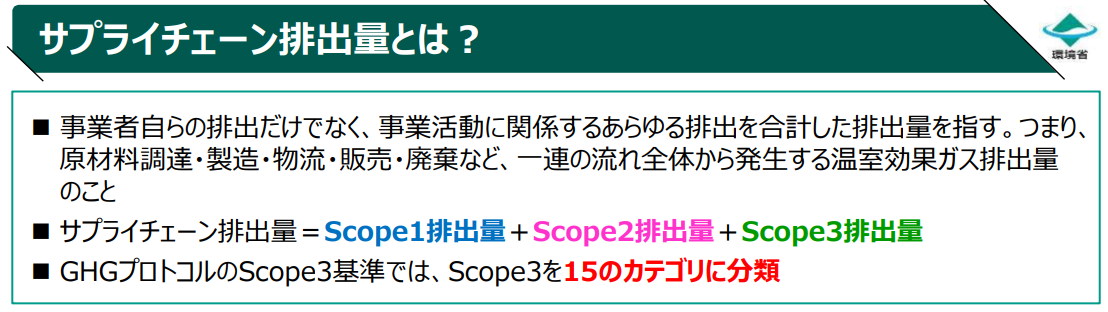 サプライチェーン排出量とは？
環境省
■ 事業者自らの排出だけでなく、事業活動に関係するあらゆる排出を合計した排出量を指す。つまり、
原材料調達・製造・物流・販売・廃棄など、一連の流れ全体から発生する温室効果ガス排出量
のこと
■ サプライチェーン排出量＝Scope1排出量＋Scope2排出量＋Scope3排出量
■ GHGプロトコルのScope3基準では、Scope3を15のカテゴリに分類